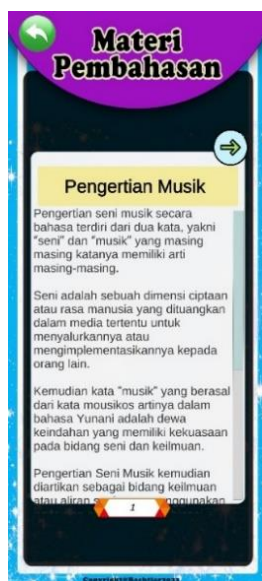 Materi
Pembahasan
Pengertian Musik
Pengertian seni musik secara
bahasa terdiri dari dua kata, yakni
"seni" dan "musik" yang masing
masing katanya memiliki arti
masing-masing.
Seni adalah sebuah dimensi ciptaan
atau rasa manusia yang dituangkan
dalam media tertentu untuk
menyalurkannya atau
mengimplementasikannya kepada
orang lain.
Kemudian kata "musik" yang berasal
dari kata mousikos artinya dalam
bahasa Yunani adalah dewa
keindahan yang memiliki kekuasaan
pada bidang seni dan keilmuan.
Pengertian Seni Musik kemudian
diartikan sebagai bidang keilmuan
atau aliran
1